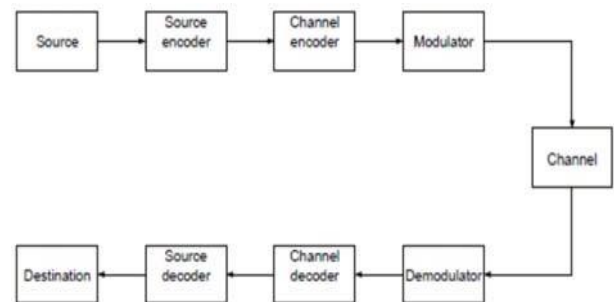 Source
Source
encoder
Channel
encoder
Modulator
Channel
Destination
Source
decoder
Channel
decoder
Demodulator